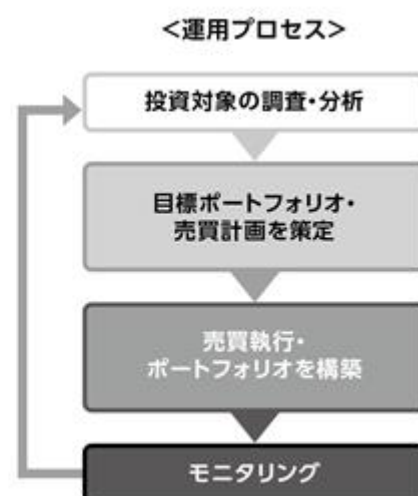 <運用プロセス>
投資対象の調査・分析
目標ポートフォリオ・
売買計画を策定
売買執行・
ポートフォリオを構築
モニタリング